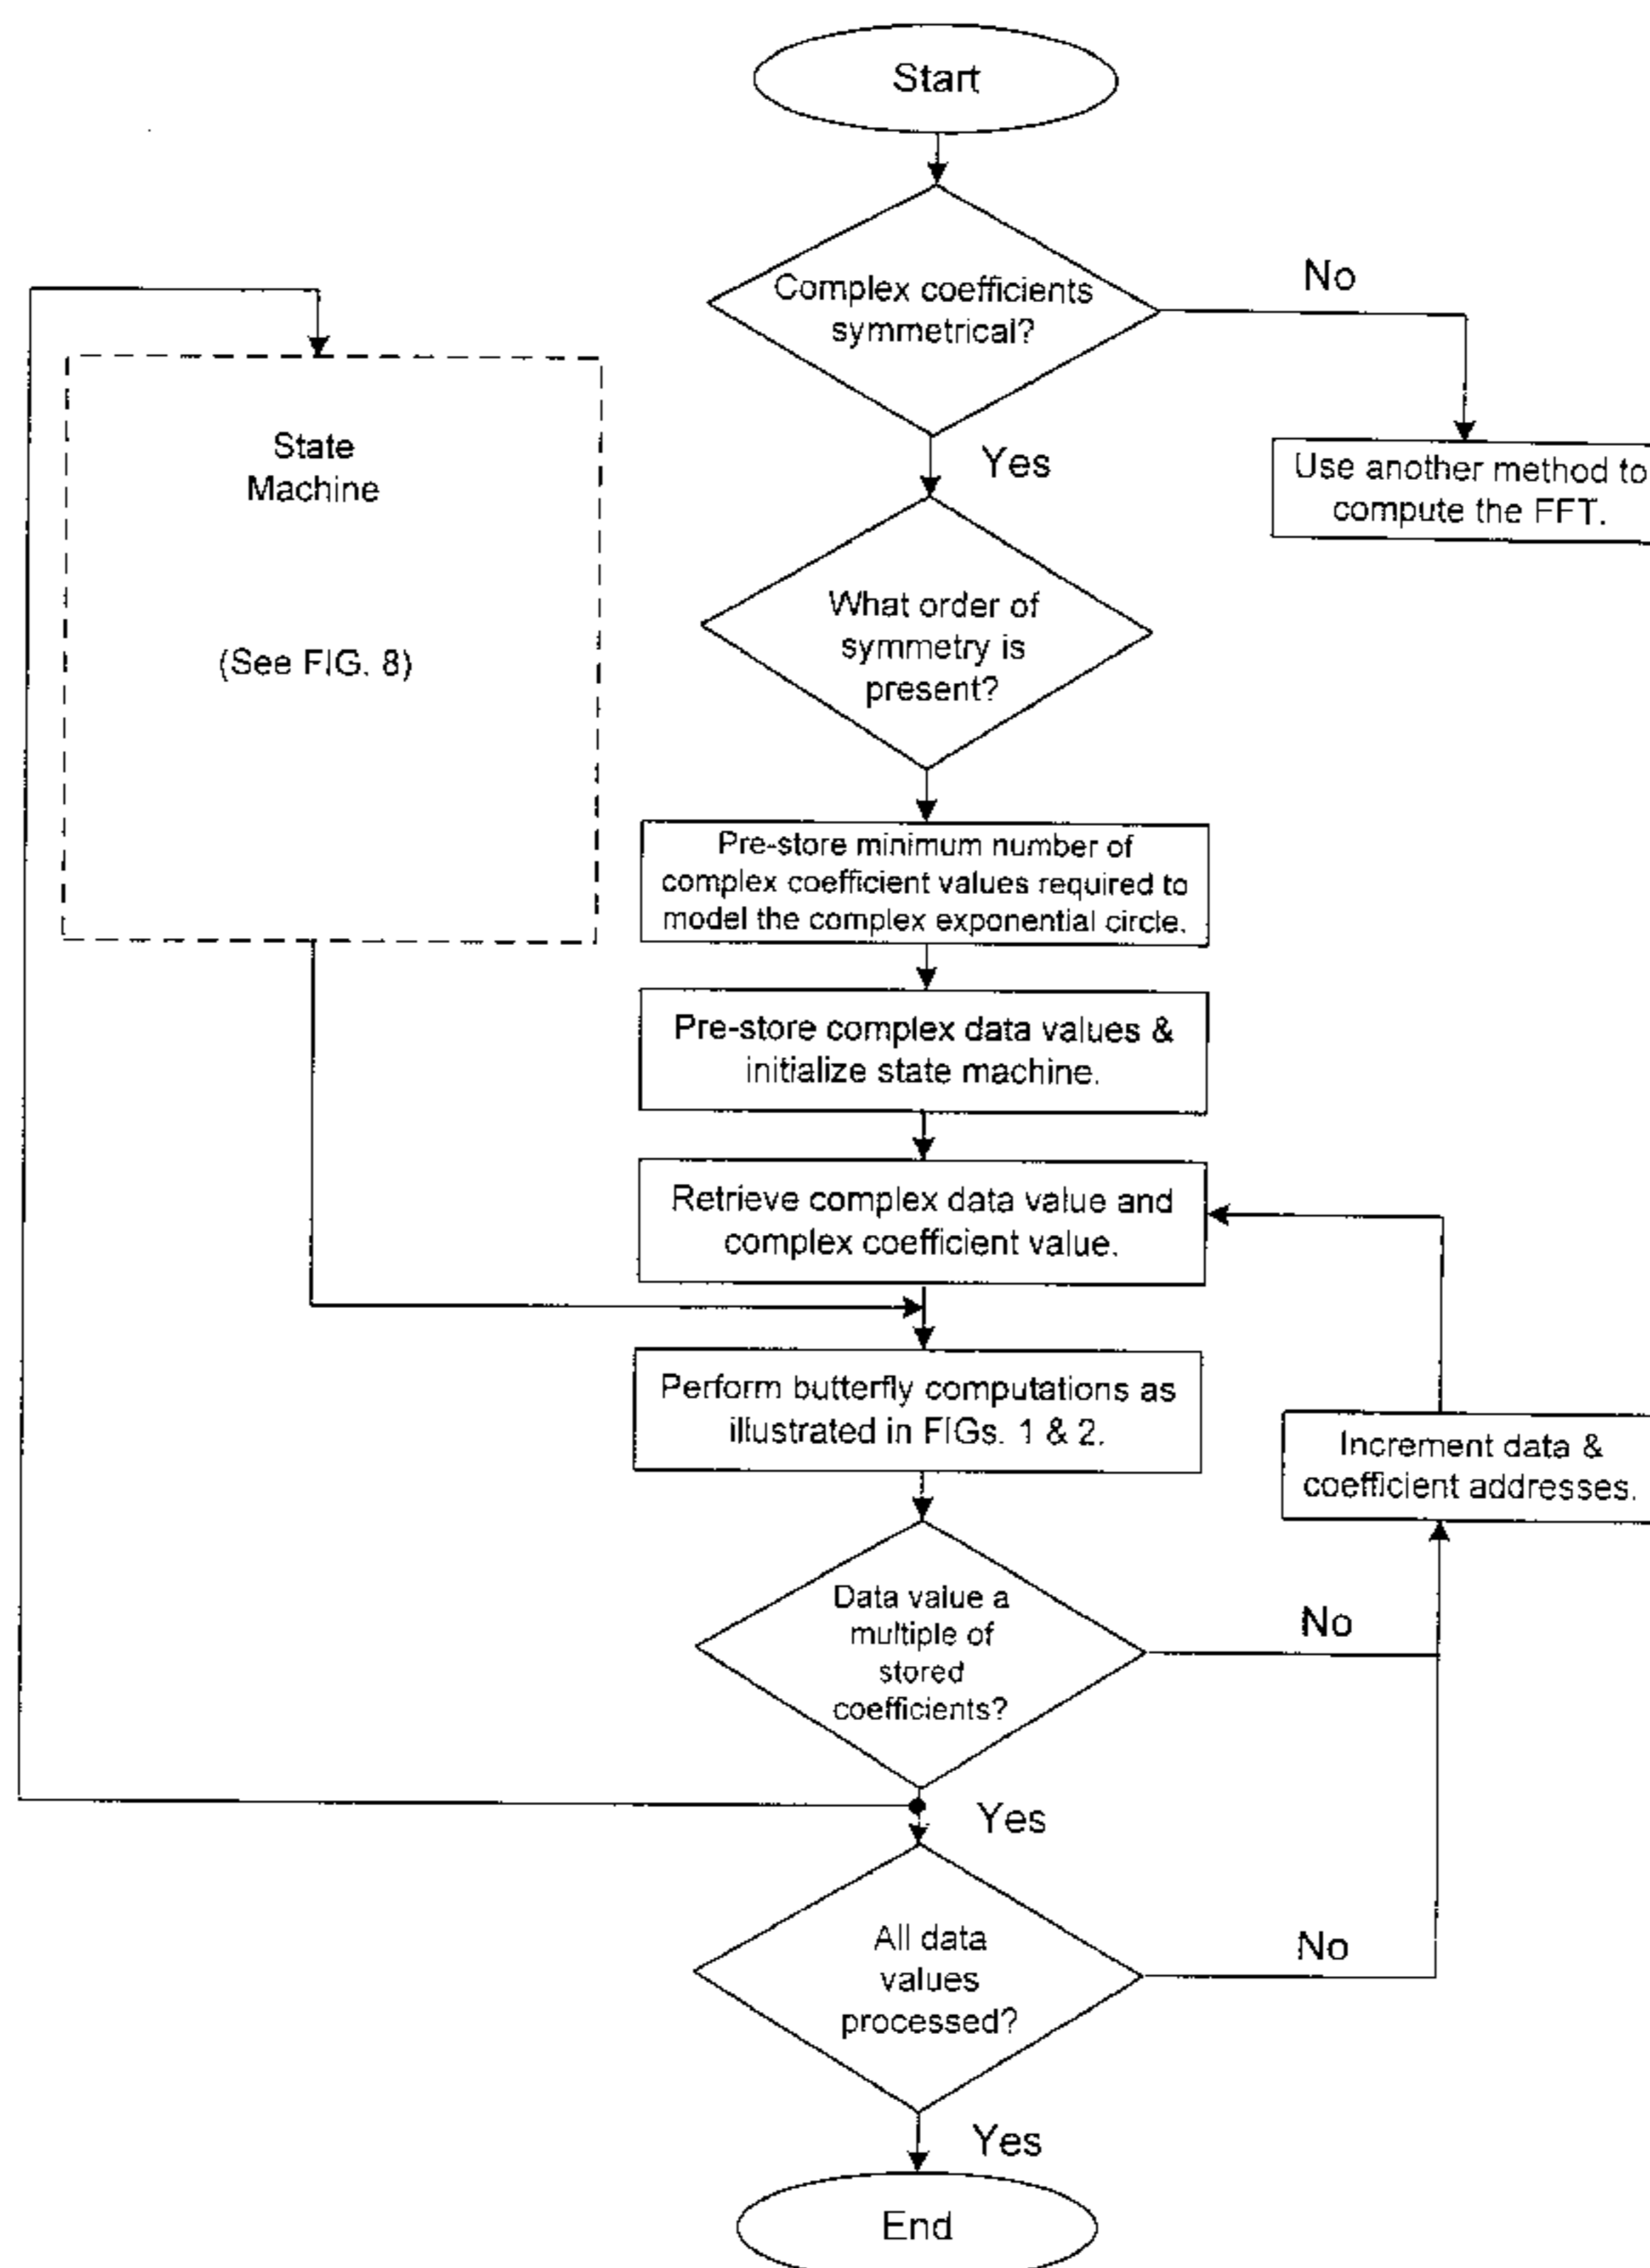 Start
Complex coefficients
symmetrical?
No
Yes
Use another method to
compute the FFT.
State
Machine
(See FIG. 8)
What order of
symmetry is
present?
Pre-store minimum number of
complex coefficient values required to
model the complex exponential circle.
Pre-store complex data values &
initialize state machine.
Retrieve complex data value and
complex coefficient value.
Perform butterfly computations as
illustrated in FIGs. 1 & 2.
Increment data &
coefficient addresses.
Data value a
multiple of
stored
coefficients?
No
Yes
All data
values
processed?
No
Yes
End